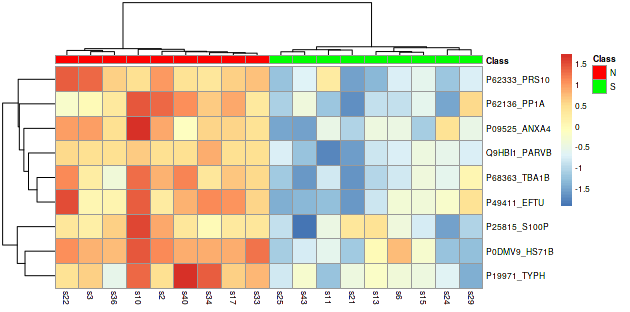 Class
P62333_PRS10
P62136_PP1A
P09525_ANXA4
Q9HBI1_PARVB
P68363_TBA1B
P49411_EFTU
P25815_S100P
P0DMV9_HS71B
P19971_TYPH
s22 s3 s36 s10 s2 s40 s34 s17 s33 s25 s43 s11 s21 s13 s6 s15 s24 s29
1.5
1
0.5
0
-0.5
-1
-1.5
Class
N
S